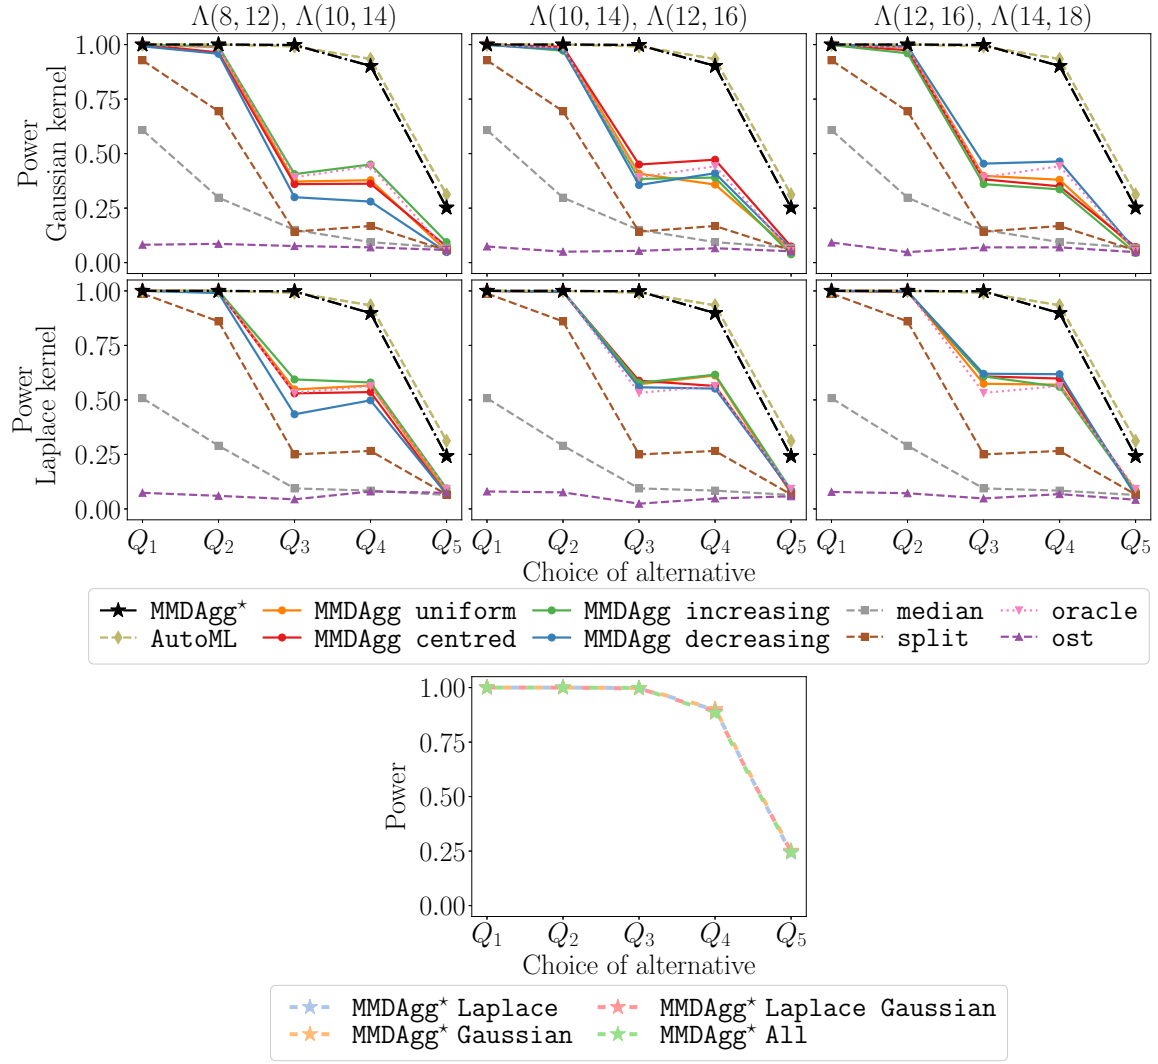 Λ(8, 12), Λ(10, 14)
Λ(10, 14), Λ(12, 16)
Λ(12, 16), Λ(14, 18)
Power
Gaussian kernel
1.00
0.75
0.50
0.25
0.00
Power
Laplace kernel
1.00
0.75
0.50
0.25
0.00
Q1 Q2 Q3 Q4 Q5
Q1 Q2 Q3 Q4 Q5
Q1 Q2 Q3 Q4 Q5
Choice of alternative
MMDAgg⋆ MMDAgg uniform MMDAgg increasing median oracle
AutoML MMDAgg centred MMDAgg decreasing split ost
Power
1.00
0.75
0.50
0.25
0.00
Q1 Q2 Q3 Q4 Q5
Choice of alternative
MMDAgg⋆ Laplace MMDAgg⋆ Laplace Gaussian
MMDAgg⋆ Gaussian MMDAgg⋆ All